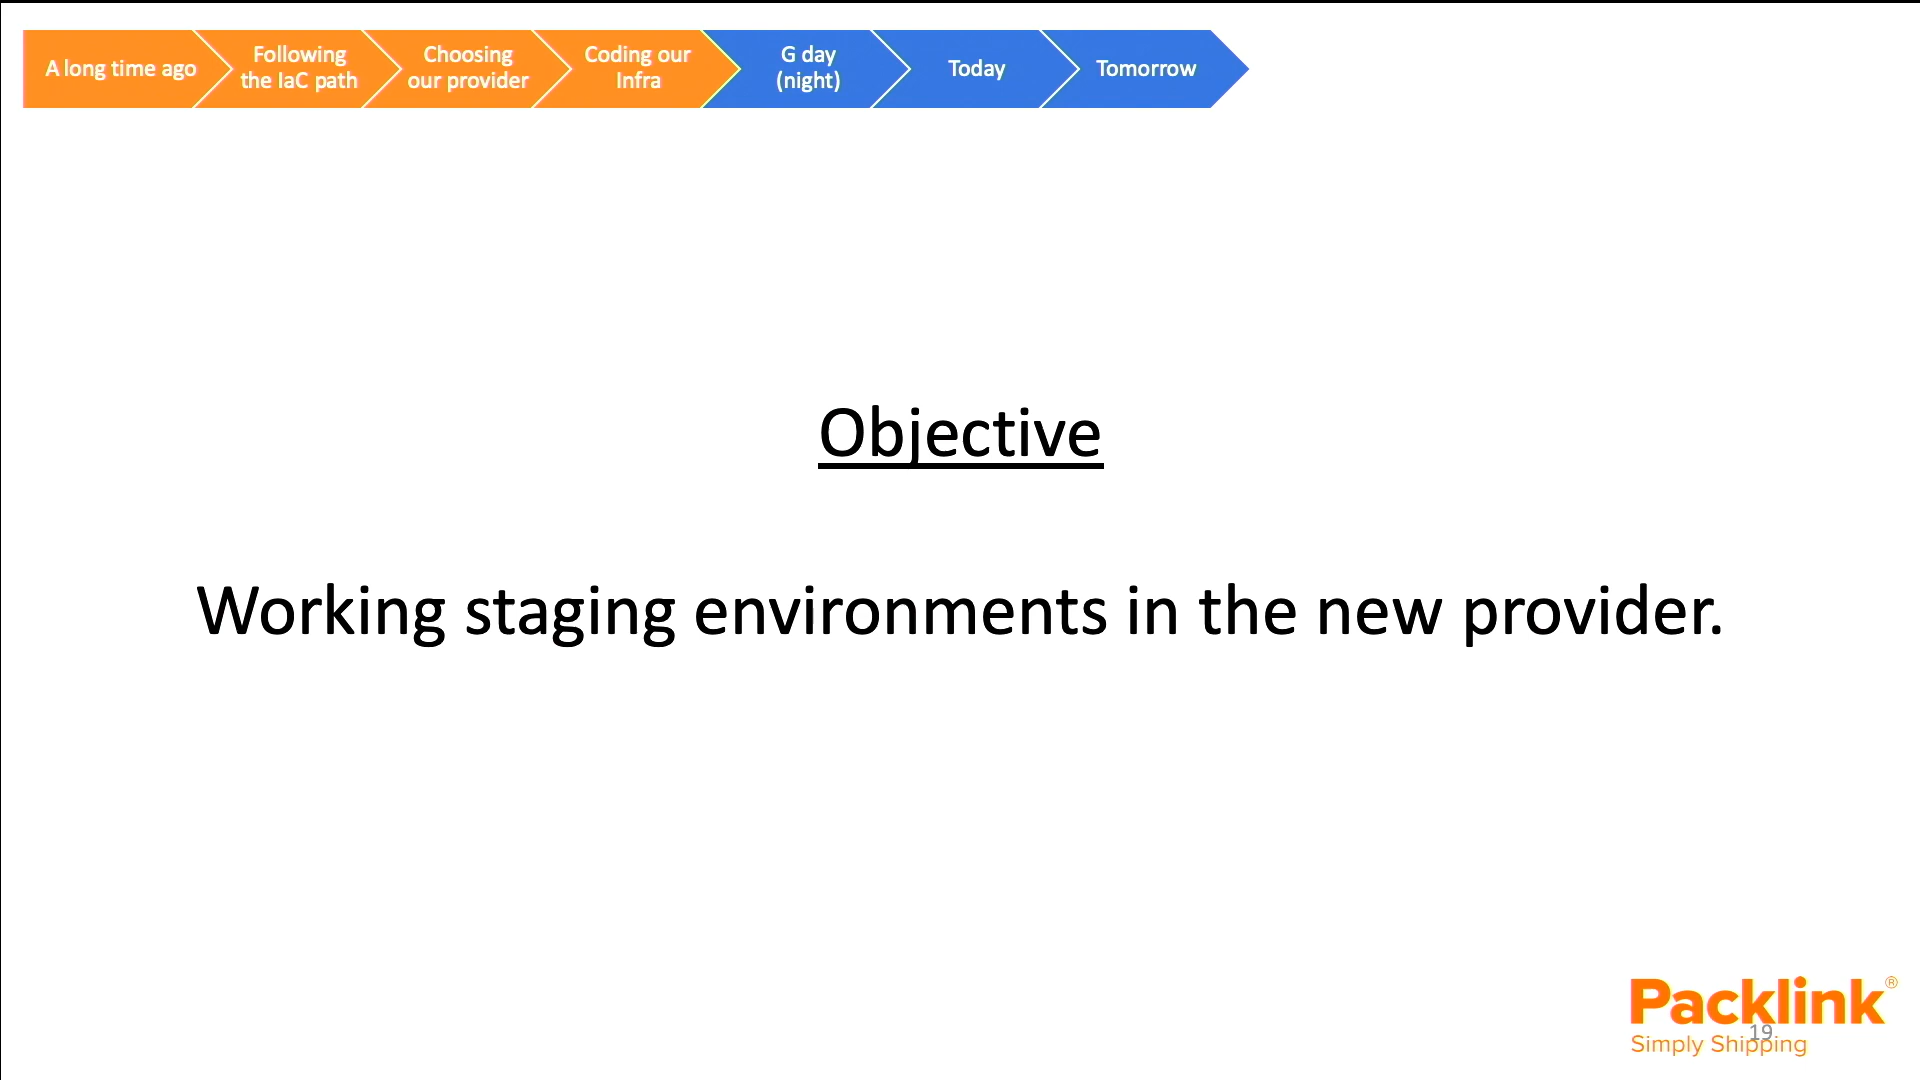 A long time ago
Following
the IaC path
Choosing
our provider
Coding our
Infra
G day
(night)
Today
Tomorrow
Objective
Working staging environments in the new provider.
Packlink®
19
Simply Shipping